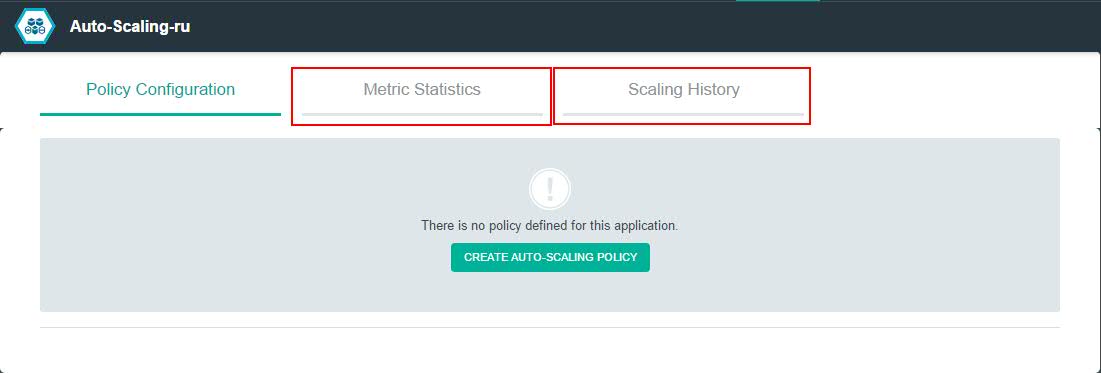 Auto-Scaling-ru
Policy Configuration
Metric Statistics
Scaling History
There is no policy defined for this application.
CREATE AUTO-SCALING POLICY